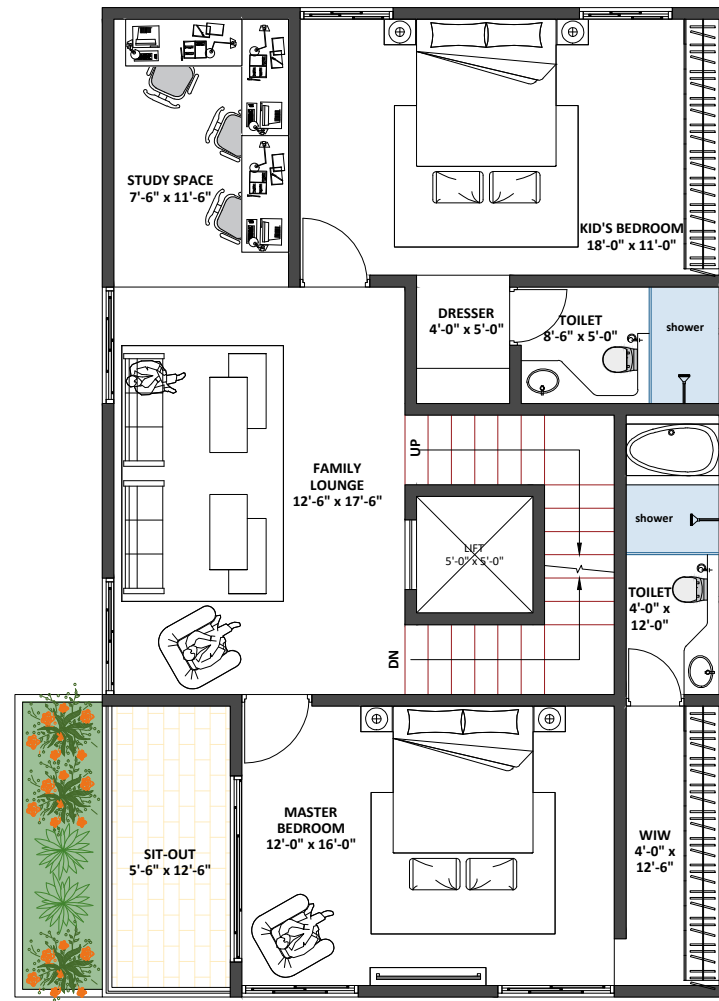 STUDY SPACE
7'-6" x 11'-6"
KID'S BEDROOM
18'-0" x 11'-0"
DRESSER
4'-0" x 5'-0"
TOILET
8'-6" x 5'-0"
shower
UP
FAMILY
LOUNGE
12'-6" x 17'-6"
LIFT
5'-0" x 5'-0"
shower
TOILET
4'-0" x
12'-0"
DN
MASTER
BEDROOM
12'-0" x 16'-0"
SIT-OUT
5'-6" x 12'-6"
WIW
4'-0" x
12'-6"